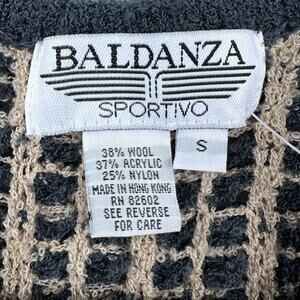 BALDANZA
SPORTIVO
38% WOOL
37% ACRYLIC
25% NYLON
MADE IN HONG KONG
RN 82602
SEE REVERSE
FOR CARE
S